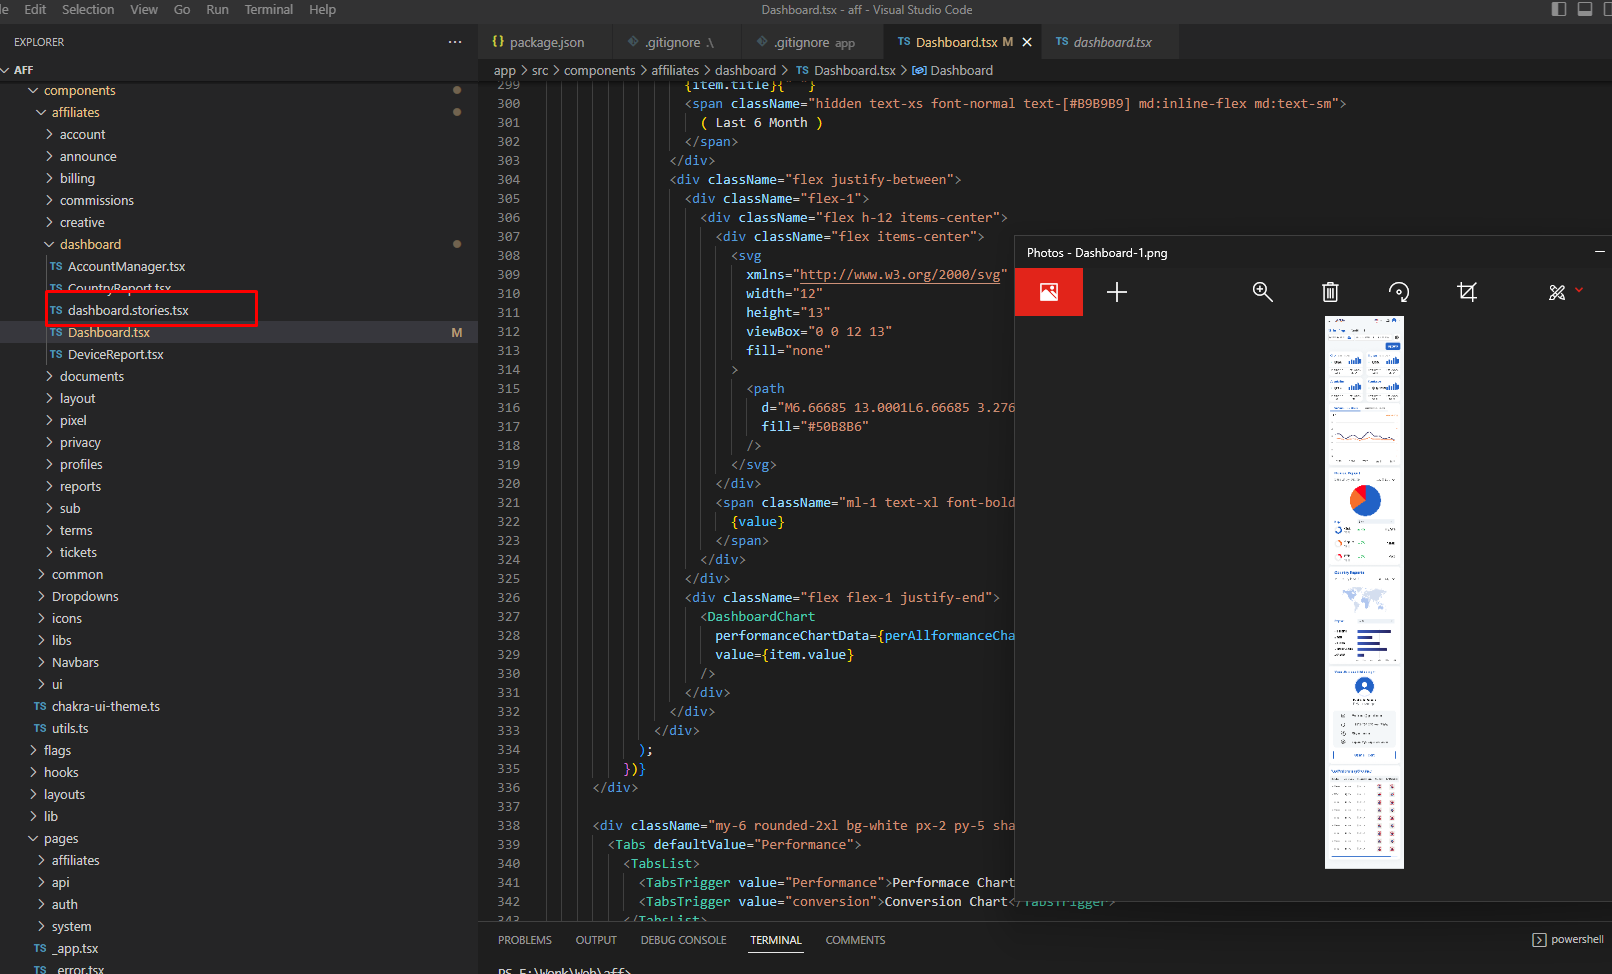 Edit Selection View Go Run Terminal Help
Dashboard.tsx - aff - Visual Studio Code
EXPLORER
AFF
components
affiliates
account
announce
billing
commissions
creative
dashboard
TS AccountManager.tsx
TS CountryReport.tsx
TS dashboard.stories.tsx
TS Dashboard.tsx M
TS DeviceReport.tsx
documents
layout
pixel
privacy
profiles
reports
sub
terms
tickets
common
Dropdowns
icons
libs
Navbars
ui
TS chakra-ui-theme.ts
TS utils.ts
flags
hooks
layouts
lib
pages
affiliates
api
auth
system
TS _app.tsx
TS _error.tsx
{} package.json
.gitignore .\
.gitignore app
TS Dashboard.tsx M
TS dashboard.tsx
app > src > components > affiliates > dashboard > TS Dashboard.tsx > Dashboard
299 {item.title}{" "}
300 <span className="hidden text-xs font-normal text-[#B9B9B9] md:inline-flex md:text-sm">
301 ( Last 6 Month )
302 </span>
303 </div>
304 <div className="flex justify-between">
305 <div className="flex-1">
306 <div className="flex h-12 items-center">
307 <div className="flex items-center">
308 <svg
309 xmlns="http://www.w3.org/2000/svg"
310 width="12"
311 height="13"
312 viewBox="0 0 12 13"
313 fill="none"
314 >
315 <path
316 d="M6.66685 13.0001L6.66685 3.276
317 fill="#50B8B6"
318 />
319 </svg>
320 </div>
321 <span className="ml-1 text-xl font-bold
322 {value}
323 </span>
324 </div>
325 </div>
326 <div className="flex flex-1 justify-end">
327 <DashboardChart
328 performanceChartData={perAllformanceCha
329 value={item.value}
330 />
331 </div>
332 </div>
333 </div>
334 );
335 })}
336 </div>
337
338 <div className="my-6 rounded-2xl bg-white px-2 py-5 sha
339 <Tabs defaultValue="Performance">
340 <TabsList>
341 <TabsTrigger value="Performance">Performace Chart
342 <TabsTrigger value="conversion">Conversion Chart</TabsTrigger>
343 </TabsList>
Photos - Dashboard-1.png
PROBLEMS OUTPUT DEBUG CONSOLE TERMINAL COMMENTS
powershell
PS E:\Work\Web\aff>